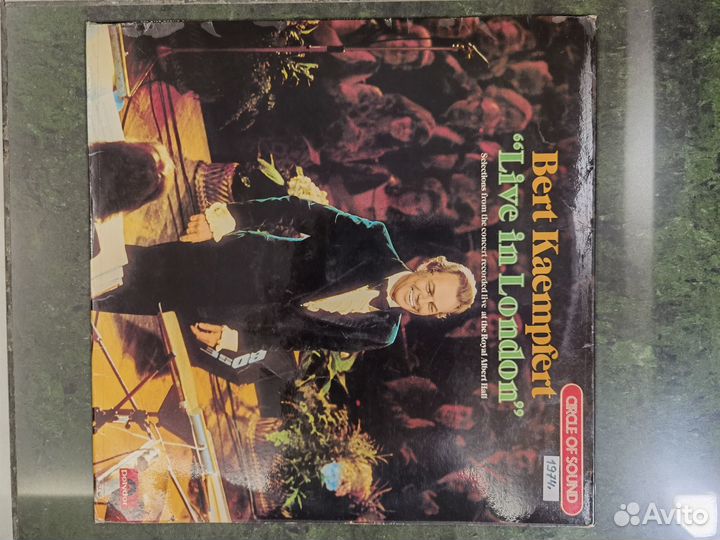 Bert Kaempfert
"Live in London"
Selections from the concert recorded live at the Royal Albert Hall
CIRCLE OF SOUND
1974.
BOSE
Polydor
Avito